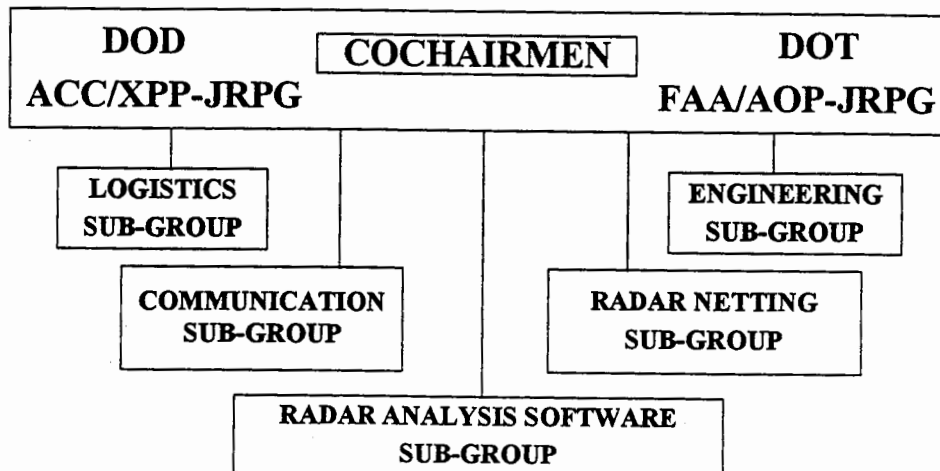 DOD
ACC/XPP-JRPG
COCHAIRMEN
DOT
FAA/AOP-JRPG
LOGISTICS
SUB-GROUP
ENGINEERING
SUB-GROUP
COMMUNICATION
SUB-GROUP
RADAR NETTING
SUB-GROUP
RADAR ANALYSIS SOFTWARE
SUB-GROUP